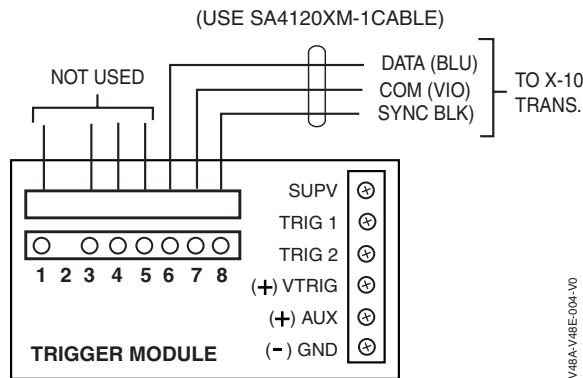 (USE SA4120XM-1CABLE)
NOT USED
DATA (BLU)
COM (VIO)
SYNC BLK)
TO X-10
TRANS.
SUPV
TRIG 1
TRIG 2
(+) VTRIG
(+) AUX
(-) GND
1 2 3 4 5 6 7 8
TRIGGER MODULE
V48A-V48E-004-V0